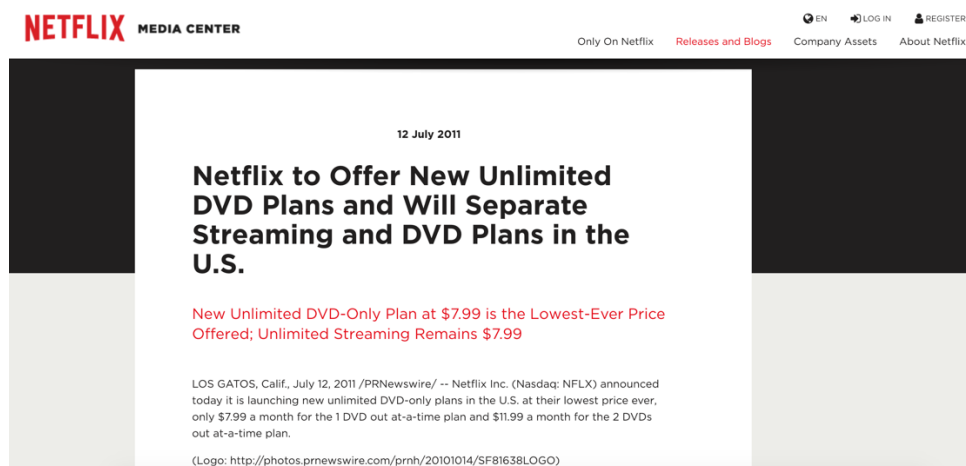 NETFLIX MEDIA CENTER
EN LOG IN REGISTER
Only On Netflix Releases and Blogs Company Assets About Netflix
12 July 2011
Netflix to Offer New Unlimited
DVD Plans and Will Separate
Streaming and DVD Plans in the
U.S.
New Unlimited DVD-Only Plan at $7.99 is the Lowest-Ever Price
Offered; Unlimited Streaming Remains $7.99
LOS GATOS, Calif., July 12, 2011 /PRNewswire/ -- Netflix Inc. (Nasdaq: NFLX) announced
today it is launching new unlimited DVD-only plans in the U.S. at their lowest price ever,
only $7.99 a month for the 1 DVD out at-a-time plan and $11.99 a month for the 2 DVDs
out at-a-time plan.
(Logo: http://photos.prnewswire.com/prnh/20101014/SF81638LOGO)